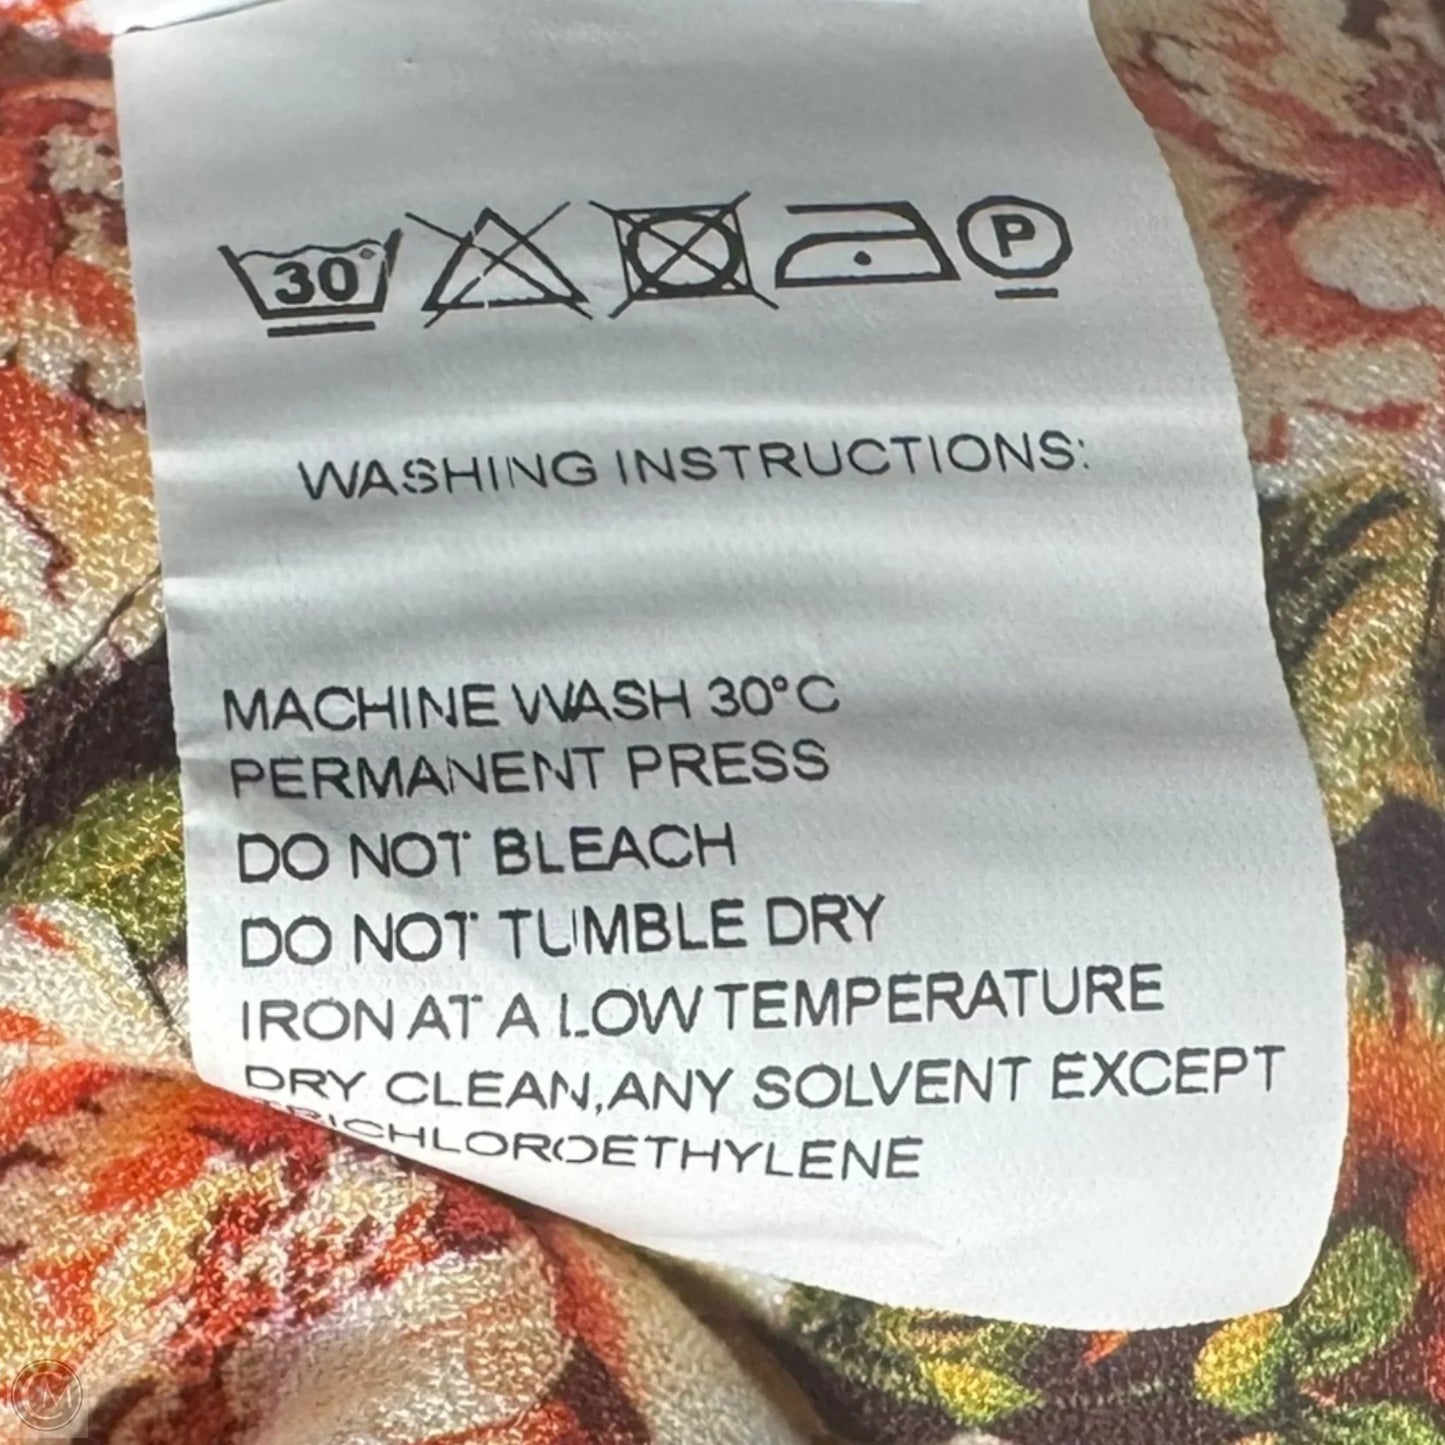 30°
P
WASHING INSTRUCTIONS:
MACHINE WASH 30°C
PERMANENT PRESS
DO NOT BLEACH
DO NOT TUMBLE DRY
IRON AT A LOW TEMPERATURE
DRY CLEAN,ANY SOLVENT EXCEPT
TRICHLOROETHYLENE